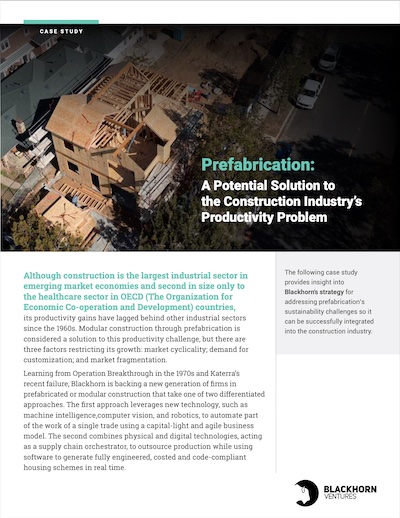 CASE STUDY
Prefabrication:
A Potential Solution to
the Construction Industry's
Productivity Problem
Although construction is the largest industrial sector in
emerging market economies and second in size only to
the healthcare sector in OECD (The Organization for
Economic Co-operation and Development) countries,
its productivity gains have lagged behind other industrial sectors
since the 1960s. Modular construction through prefabrication is
considered a solution to this productivity challenge, but there are
three factors restricting its growth: market cyclicality; demand for
customization; and market fragmentation.
Learning from Operation Breakthrough in the 1970s and Katerra's
recent failure, Blackhorn is backing a new generation of firms in
prefabricated or modular construction that take one of two differentiated
approaches. The first approach leverages new technology, such as
machine intelligence,computer vision, and robotics, to automate part
of the work of a single trade using a capital-light and agile business
model. The second combines physical and digital technologies, acting
as a supply chain orchestrator, to outsource production while using
software to generate fully engineered, costed and code-compliant
housing schemes in real time.
The following case study
provides insight into
Blackhorn's strategy for
addressing prefabrication's
sustainability challenges so it
can be successfully integrated
into the construction industry.
BLACKHORN
VENTURES